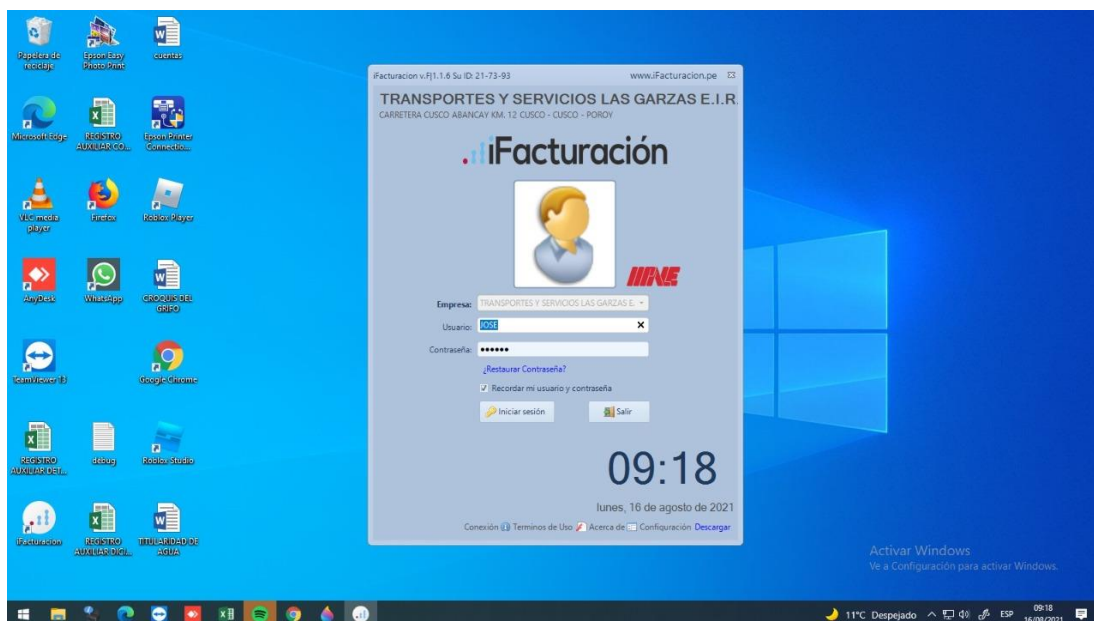 Papelera de
reciclaje
Epson Easy
Photo Print
cuentas
Microsoft Edge
REGISTRO
AUXILIAR CO...
Epson Printer
Connectio...
VLC media
player
Firefox
Roblox Player
AnyDesk
WhatsApp
CROQUIS DEL
GRIFO
TeamViewer 13
Google Chrome
REGISTRO
AUXILIAR DET...
debug
Roblox Studio
iFacturacion
REGISTRO
AUXILIAR DICI...
TITULARIDAD DE
AGUA
iFacturacion v.F|1.1.6 Su ID: 21-73-93
www.iFacturacion.pe
TRANSPORTES Y SERVICIOS LAS GARZAS E.I.R.
CARRETERA CUSCO ABANCAY KM. 12 CUSCO - CUSCO - POROY
iFacturación
Empresa: TRANSPORTES Y SERVICIOS LAS GARZAS E.
Usuario: JOSE
Contraseña:
¿Restaurar Contraseña?
Recordar mi usuario y contraseña
Iniciar sesión
Salir
09:18
lunes, 16 de agosto de 2021
Conexión Terminos de Uso Acerca de Configuración Descargar
Activar Windows
Ve a Configuración para activar Windows.
11°C Despejado ESP 09:18
16/08/2021